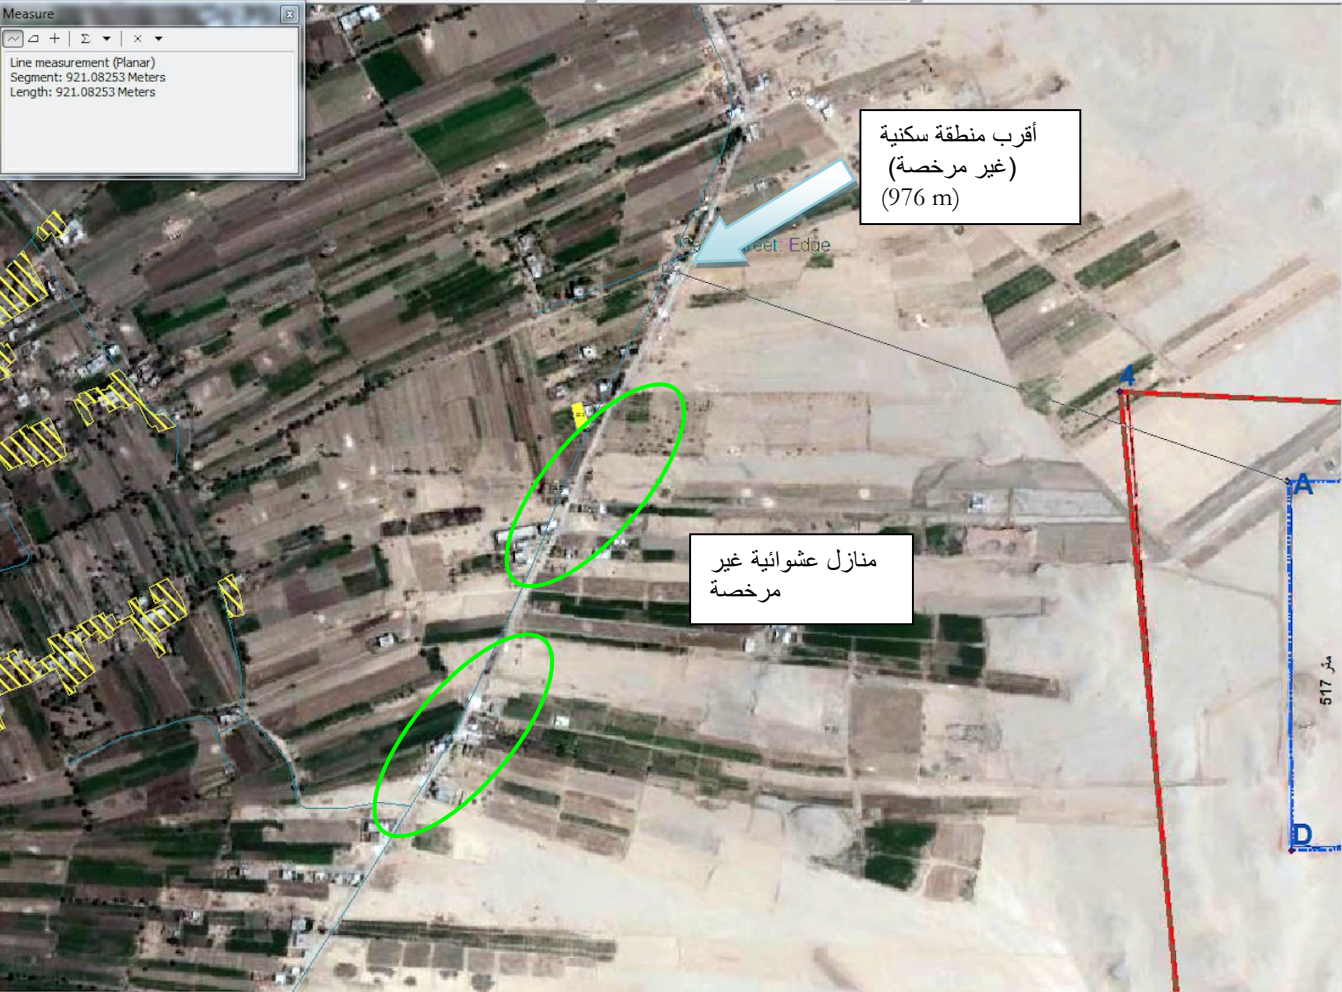 Measure
Line measurement (Planar)
Segment: 921.08253 Meters
Length: 921.08253 Meters
أقرب منطقة سكنية
(غير مرخصة)
(976 m)
reet: Edge
4
A
منازل عشوائية غير
مرخصة
517 متر
D